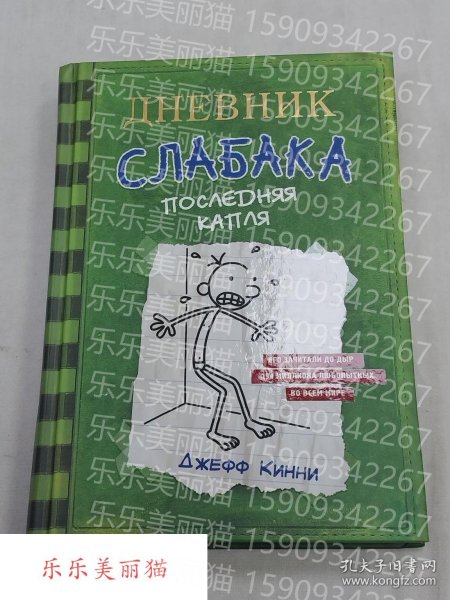 ДНЕВНИК
СЛАБАКА
ПОСЛЕДНЯЯ
КАПЛЯ
ЕГО ЗАЧИТАЛИ ДО ДЫР
МИЛЛИОНА ЛЮБОПЫТНЫХ
ВО ВСЕМ МИРЕ
ДЖЕФФ КИННИ
乐乐美丽猫 15909342267
乐乐美丽猫
孔夫子旧书网
www.kongfz.com